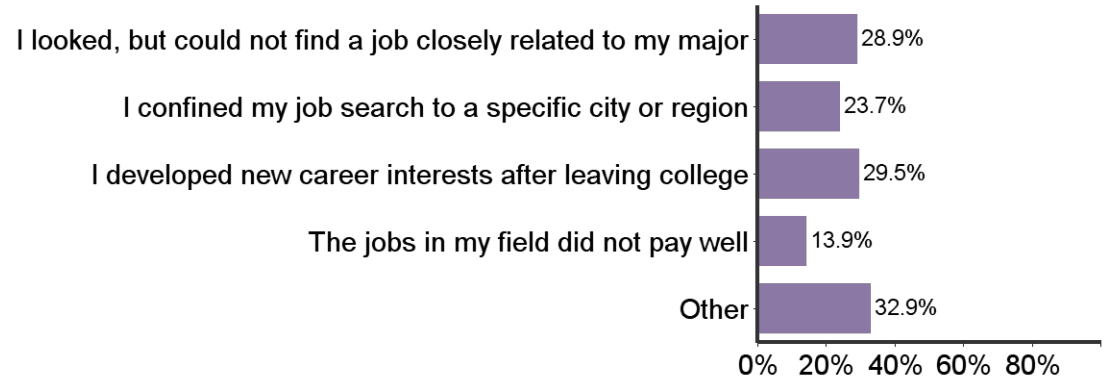 I looked, but could not find a job closely related to my major 28.9%
I confined my job search to a specific city or region 23.7%
I developed new career interests after leaving college 29.5%
The jobs in my field did not pay well 13.9%
Other 32.9%
0% 20% 40% 60% 80%